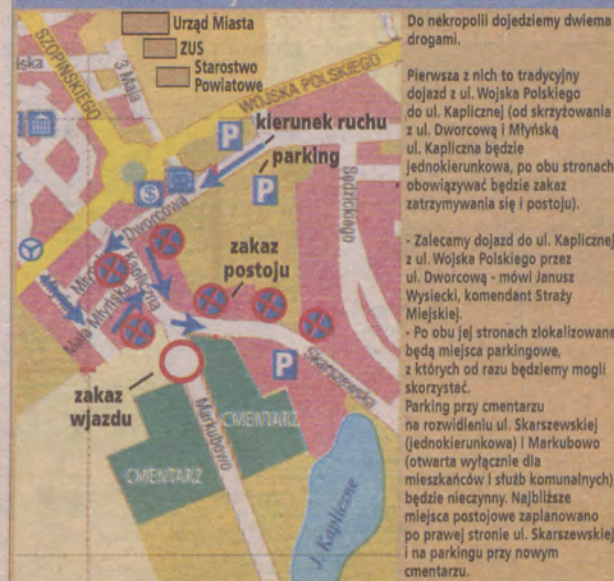 Urząd Miasta
ZUS
Starostwo
Powiatowe
SZOPIŃSKIEGO
3 Maja
WOJSKA POLSKIEGO
P
kierunek ruchu
parking
P
Dworcowa
Kapliczna
Mała Młyńska
zakaz
postoju
Skarszewska
P
zakaz
wjazdu
Markubowo
CMENTARZ
CMENTARZ
J. Kapliczne
Do nekropolii dojedziemy dwiema
drogami.
Pierwsza z nich to tradycyjny
dojazd z ul. Wojska Polskiego
do ul. Kaplicznej (od skrzyżowania
z ul. Dworcową i Młyńską
ul. Kapliczna będzie
jednokierunkowa, po obu stronach
obowiązywać będzie zakaz
zatrzymywania się i postoju).
- Zalecamy dojazd do ul. Kaplicznej
z ul. Wojska Polskiego przez
ul. Dworcową - mówi Janusz
Wysiecki, komendant Straży
Miejskiej.
- Po obu jej stronach zlokalizowane
będą miejsca parkingowe,
z których od razu będziemy mogli
skorzystać.
Parking przy cmentarzu
na rozwidleniu ul. Skarszewskiej
(jednokierunkowa) i Markubowo
(otwarta wyłącznie dla
mieszkańców i służb komunalnych)
będzie nieczynny. Najbliższe
miejsca postojowe zaplanowano
po prawej stronie ul. Skarszewskiej
i na parkingu przy nowym
cmentarzu.